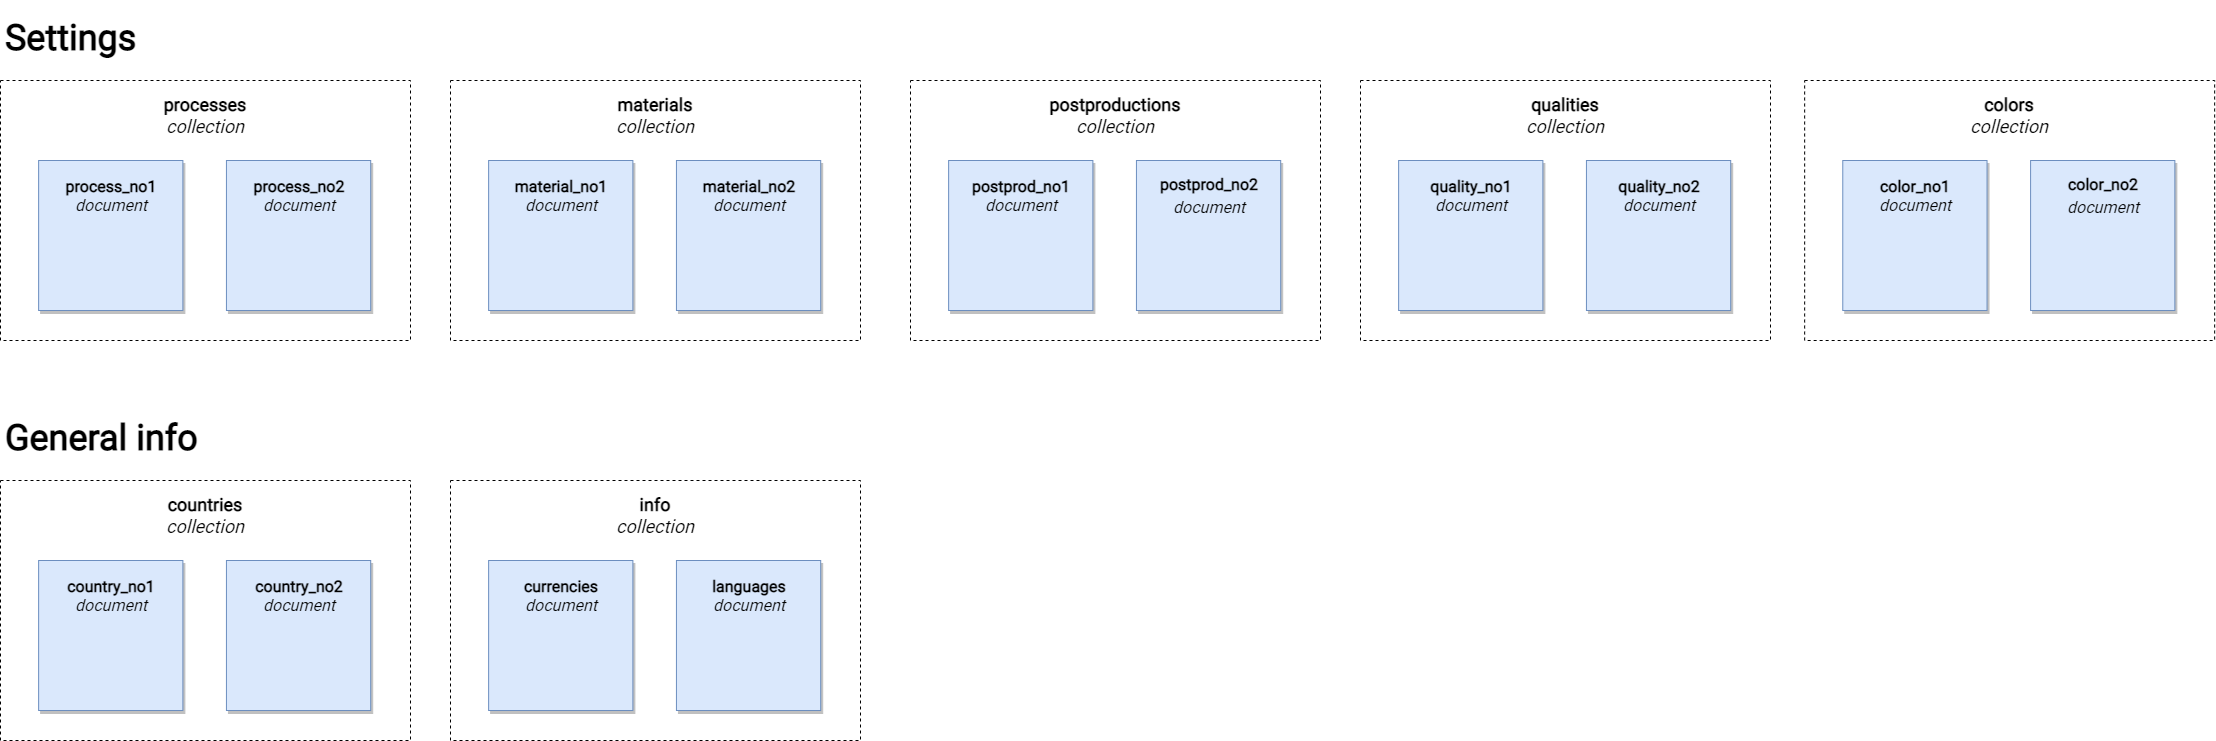 Settings
processes
collection
process_no1
document
process_no2
document
materials
collection
material_no1
document
material_no2
document
postproductions
collection
postprod_no1
document
postprod_no2
document
qualities
collection
quality_no1
document
quality_no2
document
colors
collection
color_no1
document
color_no2
document
General info
countries
collection
country_no1
document
country_no2
document
info
collection
currencies
document
languages
document